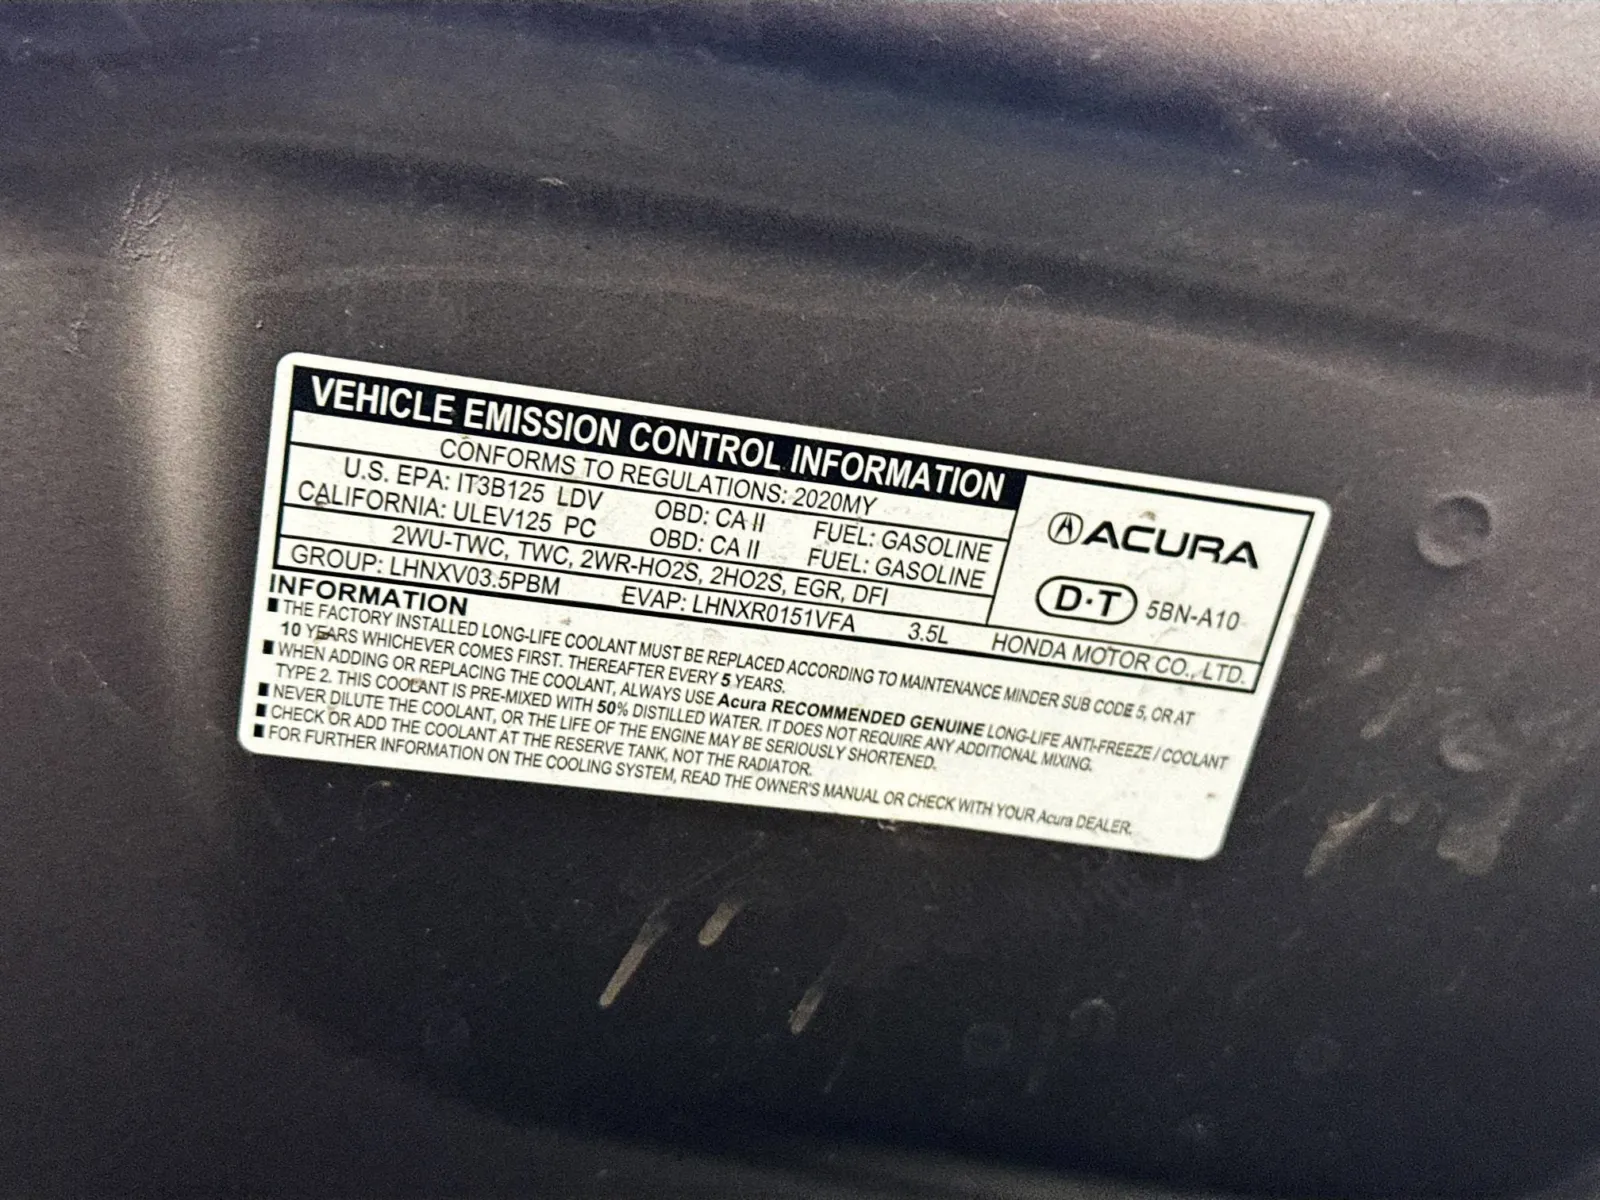 VEHICLE EMISSION CONTROL INFORMATION
CONFORMS TO REGULATIONS: 2020MY
U.S. EPA: IT3B125 LDV OBD: CA II FUEL: GASOLINE
CALIFORNIA: ULEV125 PC OBD: CA II FUEL: GASOLINE
2WU-TWC, TWC, 2WR-HO2S, 2HO2S, EGR, DFI
ACURA
D·T 5BN-A10
GROUP: LHNXV03.5PBM EVAP: LHNXR0151VFA 3.5L HONDA MOTOR CO., LTD.
INFORMATION
■ THE FACTORY INSTALLED LONG-LIFE COOLANT MUST BE REPLACED ACCORDING TO MAINTENANCE MINDER SUB CODE 5, OR AT
10 YEARS WHICHEVER COMES FIRST. THEREAFTER EVERY 5 YEARS.
■ WHEN ADDING OR REPLACING THE COOLANT, ALWAYS USE Acura RECOMMENDED GENUINE LONG-LIFE ANTI-FREEZE / COOLANT
TYPE 2. THIS COOLANT IS PRE-MIXED WITH 50% DISTILLED WATER. IT DOES NOT REQUIRE ANY ADDITIONAL MIXING.
■ NEVER DILUTE THE COOLANT, OR THE LIFE OF THE ENGINE MAY BE SERIOUSLY SHORTENED.
■ CHECK OR ADD THE COOLANT AT THE RESERVE TANK, NOT THE RADIATOR.
■ FOR FURTHER INFORMATION ON THE COOLING SYSTEM, READ THE OWNER'S MANUAL OR CHECK WITH YOUR Acura DEALER.